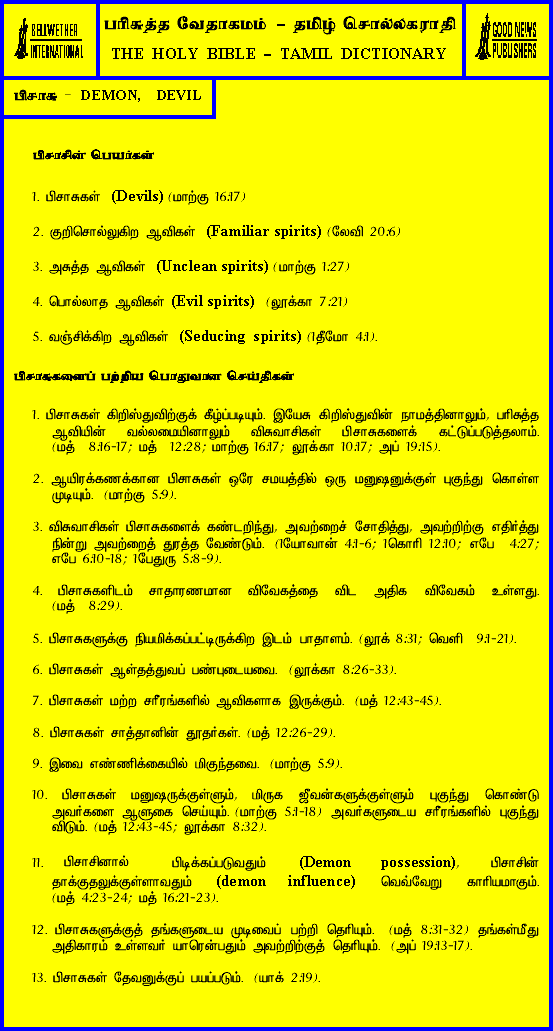 BELLWETHER
INTERNATIONAL
பரிசுத்த வேதாகமம் – தமிழ் சொல்லகராதி
THE HOLY BIBLE – TAMIL DICTIONARY
GOOD NEWS
PUBLISHERS
பிசாசு – DEMON, DEVIL
பிசாசின் பெயர்கள்
1. பிசாசுகள் (Devils) (மாற்கு 16:17)
2. குறிசொல்லுகிற ஆவிகள் (Familiar spirits) (லேவி 20:6)
3. அசுத்த ஆவிகள் (Unclean spirits) (மாற்கு 1:27)
4. பொல்லாத ஆவிகள் (Evil spirits) (லூக்கா 7:21)
5. வஞ்சிக்கிற ஆவிகள் (Seducing spirits) (1தீமோ 4:1).
பிசாசுகளைப் பற்றிய பொதுவான செய்திகள்
1. பிசாசுகள் கிறிஸ்துவிற்குக் கீழ்ப்படியும். இயேசு கிறிஸ்துவின் நாமத்தினாலும், பரிசுத்த
ஆவியின் வல்லமையினாலும் விசுவாசிகள் பிசாசுகளைக் கட்டுப்படுத்தலாம்.
(மத் 8:16-17; மத் 12:28; மாற்கு 16:17; லூக்கா 10:17; அப் 19:15).
2. ஆயிரக்கணக்கான பிசாசுகள் ஒரே சமயத்தில் ஒரு மனுஷனுக்குள் புகுந்து கொள்ள
முடியும். (மாற்கு 5:9).
3. விசுவாசிகள் பிசாசுகளைக் கண்டறிந்து, அவற்றைச் சோதித்து, அவற்றிற்கு எதிர்த்து
நின்று அவற்றைத் துரத்த வேண்டும். (1யோவான் 4:1-6; 1கொரி 12:10; எபே 4:27;
எபே 6:10-18; 1பேதுரு 5:8-9).
4. பிசாசுகளிடம் சாதாரணமான விவேகத்தை விட அதிக விவேகம் உள்ளது.
(மத் 8:29).
5. பிசாசுகளுக்கு நியமிக்கப்பட்டிருக்கிற இடம் பாதாளம். (லூக் 8:31; வெளி 9:1-21).
6. பிசாசுகள் ஆள்தத்துவப் பண்புடையவை. (லூக்கா 8:26-33).
7. பிசாசுகள் மற்ற சரீரங்களில் ஆவிகளாக இருக்கும். (மத் 12:43-45).
8. பிசாசுகள் சாத்தானின் தூதர்கள். (மத் 12:26-29).
9. இவை எண்ணிக்கையில் மிகுந்தவை. (மாற்கு 5:9).
10. பிசாசுகள் மனுஷருக்குள்ளும், மிருக ஜீவன்களுக்குள்ளும் புகுந்து கொண்டு
அவர்களை ஆளுகை செய்யும். (மாற்கு 5:1-18) அவர்களுடைய சரீரங்களில் புகுந்து
விடும். (மத் 12:43-45; லூக்கா 8:32).
11. பிசாசினால் பிடிக்கப்படுவதும் (Demon possession), பிசாசின்
தாக்குதலுக்குள்ளாவதும் (demon influence) வெவ்வேறு காரியமாகும்.
(மத் 4:23-24; மத் 16:21-23).
12. பிசாசுகளுக்குத் தங்களுடைய முடிவைப் பற்றி தெரியும். (மத் 8:31-32) தங்கள்மீது
அதிகாரம் உள்ளவர் யாரென்பதும் அவற்றிற்குத் தெரியும். (அப் 19:13-17).
13. பிசாசுகள் தேவனுக்குப் பயப்படும். (யாக் 2:19).